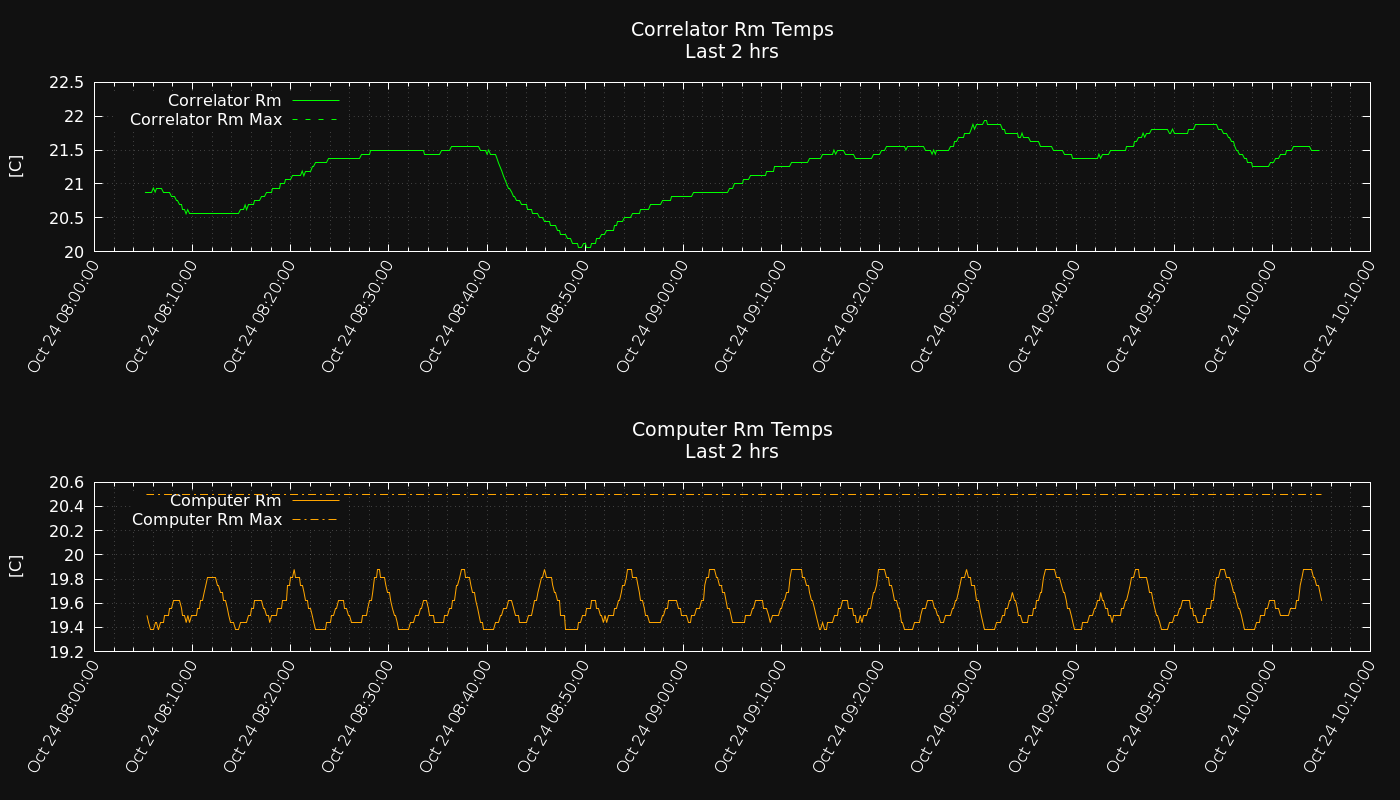 Correlator Rm Temps
Last 2 hrs
22.5
22
21.5
21
20.5
20
[C]
Correlator Rm
Correlator Rm Max
Oct 24 08:00:00
Oct 24 08:10:00
Oct 24 08:20:00
Oct 24 08:30:00
Oct 24 08:40:00
Oct 24 08:50:00
Oct 24 09:00:00
Oct 24 09:10:00
Oct 24 09:20:00
Oct 24 09:30:00
Oct 24 09:40:00
Oct 24 09:50:00
Oct 24 10:00:00
Oct 24 10:10:00
Computer Rm Temps
Last 2 hrs
20.6
20.4
20.2
20
19.8
19.6
19.4
19.2
[C]
Computer Rm
Computer Rm Max
Oct 24 08:00:00
Oct 24 08:10:00
Oct 24 08:20:00
Oct 24 08:30:00
Oct 24 08:40:00
Oct 24 08:50:00
Oct 24 09:00:00
Oct 24 09:10:00
Oct 24 09:20:00
Oct 24 09:30:00
Oct 24 09:40:00
Oct 24 09:50:00
Oct 24 10:00:00
Oct 24 10:10:00